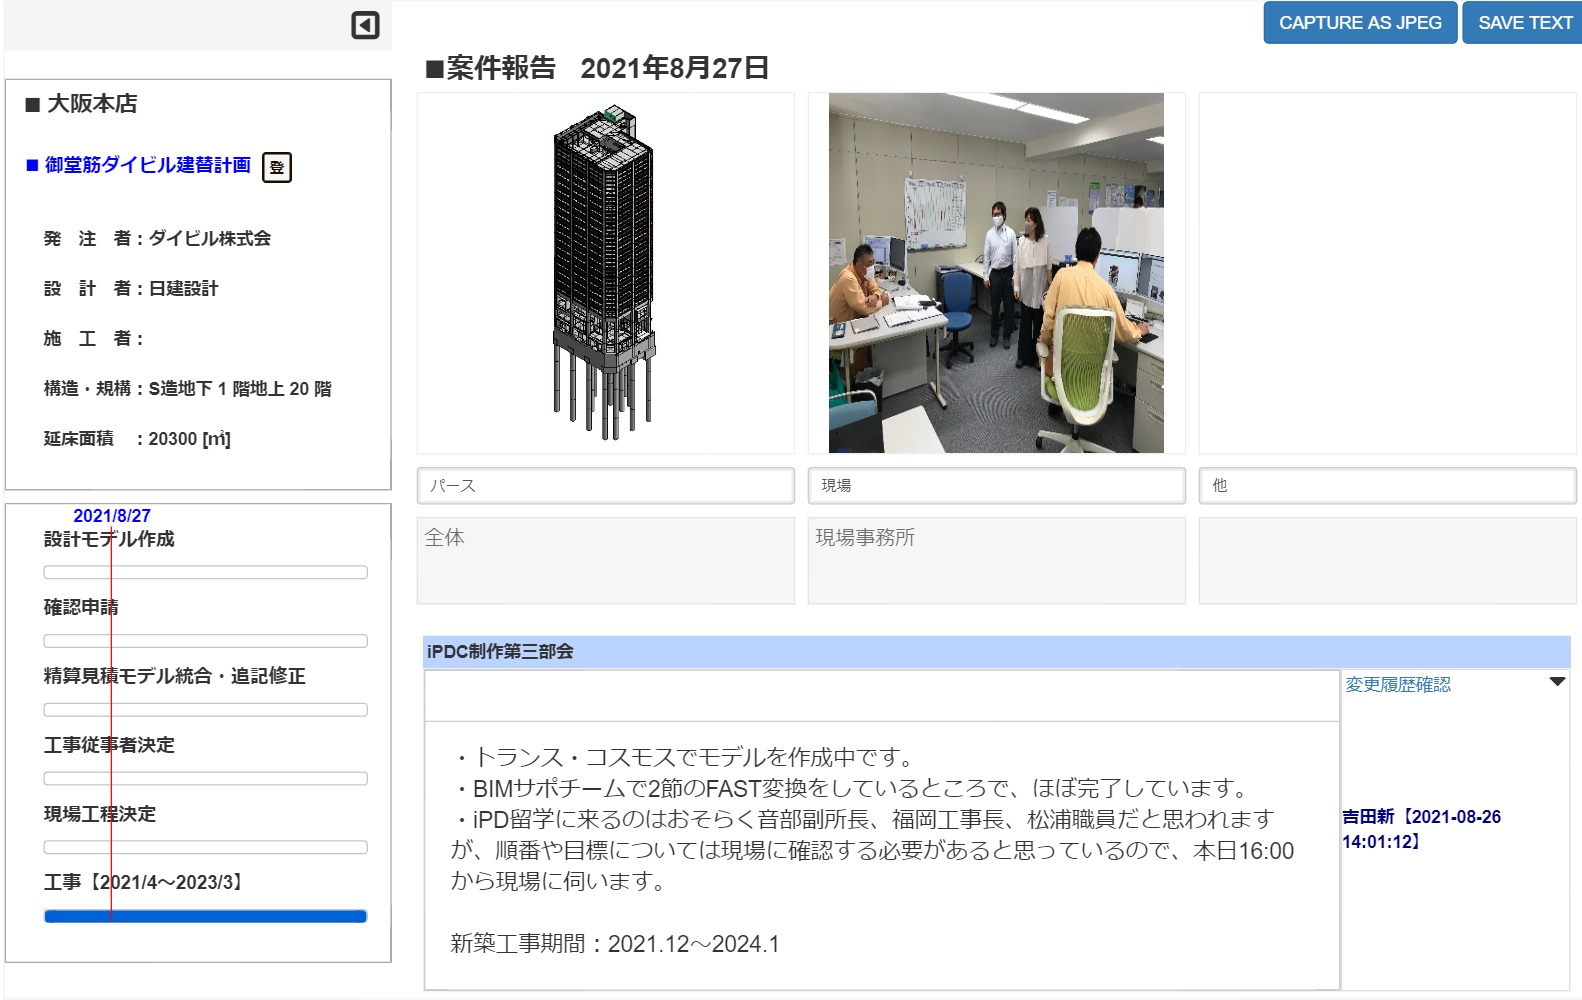 CAPTURE AS JPEG
SAVE TEXT
■案件報告 2021年8月27日
■ 大阪本店
■ 御堂筋ダイビル建替計画 登
発 注 者：ダイビル株式会
設 計 者：日建設計
施 工 者：
構造・規構：S造地下 1 階地上 20 階
延床面積 ：20300 [㎡]
2021/8/27
設計モデル作成
確認申請
精算見積モデル統合・追記修正
工事従事者決定
現場工程決定
工事【2021/4～2023/3】
パース
現場
他
全体
現場事務所
iPDC制作第三部会
変更履歴確認
・トランス・コスモスでモデルを作成中です。
・BIMサポチームで2節のFAST変換をしているところで、ほぼ完了しています。
・iPD留学に来るのはおそらく音部副所長、福岡工事長、松浦職員だと思われます
が、順番や目標については現場に確認する必要があると思っているので、本日16:00
から現場に伺います。
新築工事期間：2021.12～2024.1
吉田新【2021-08-26
14:01:12】